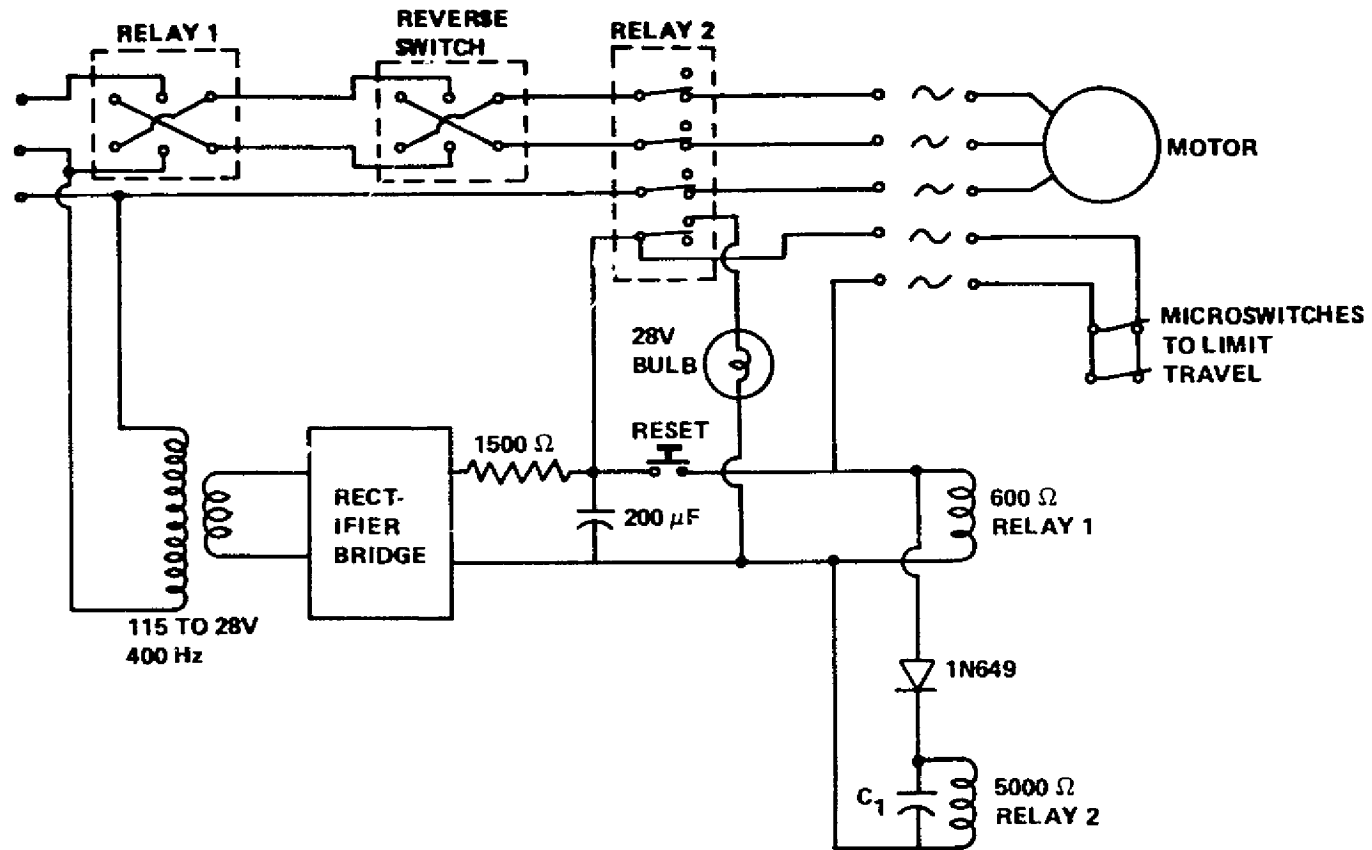 RELAY 1
REVERSE
SWITCH
RELAY 2
MOTOR
MICROSWITCHES
TO LIMIT
TRAVEL
28V
BULB
RESET
1500 Ω
RECT-
IFIER
BRIDGE
200 μF
600 Ω
RELAY 1
115 TO 28V
400 Hz
1N649
C1
5000 Ω
RELAY 2